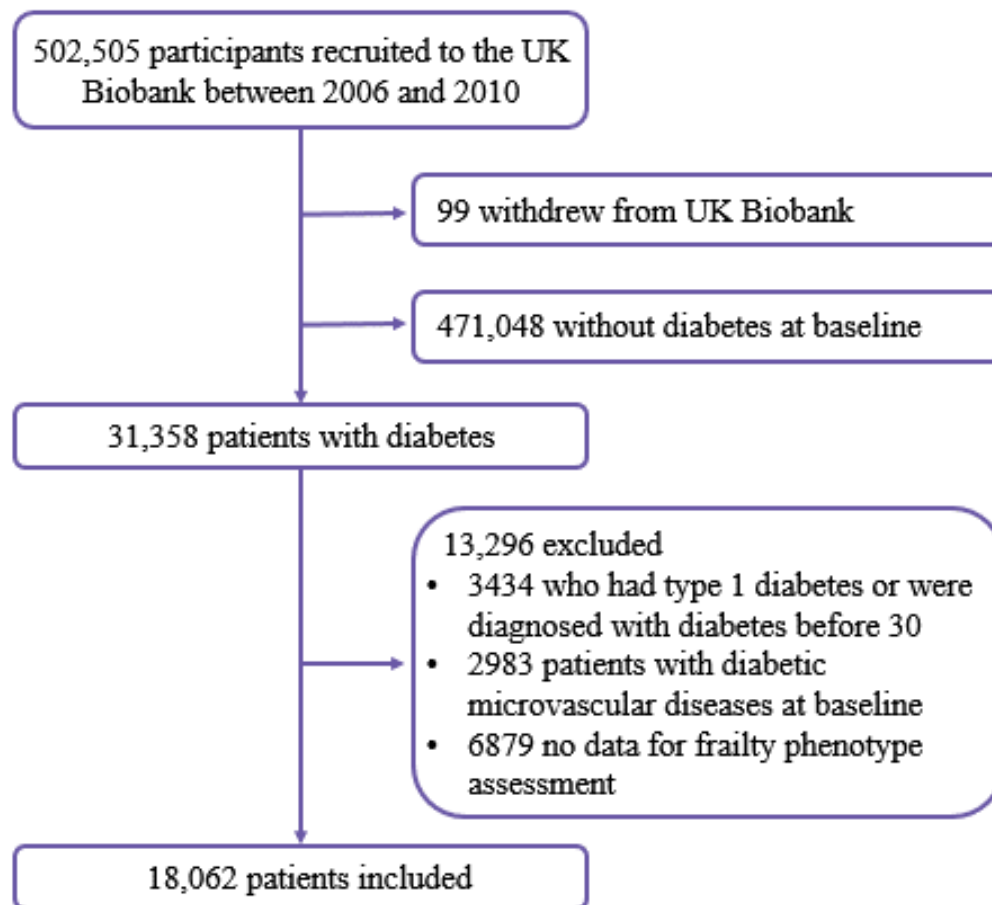 502,505 participants recruited to the UK
Biobank between 2006 and 2010
99 withdrew from UK Biobank
471,048 without diabetes at baseline
31,358 patients with diabetes
13,296 excluded
• 3434 who had type 1 diabetes or were
diagnosed with diabetes before 30
• 2983 patients with diabetic
microvascular diseases at baseline
• 6879 no data for frailty phenotype
assessment
18,062 patients included